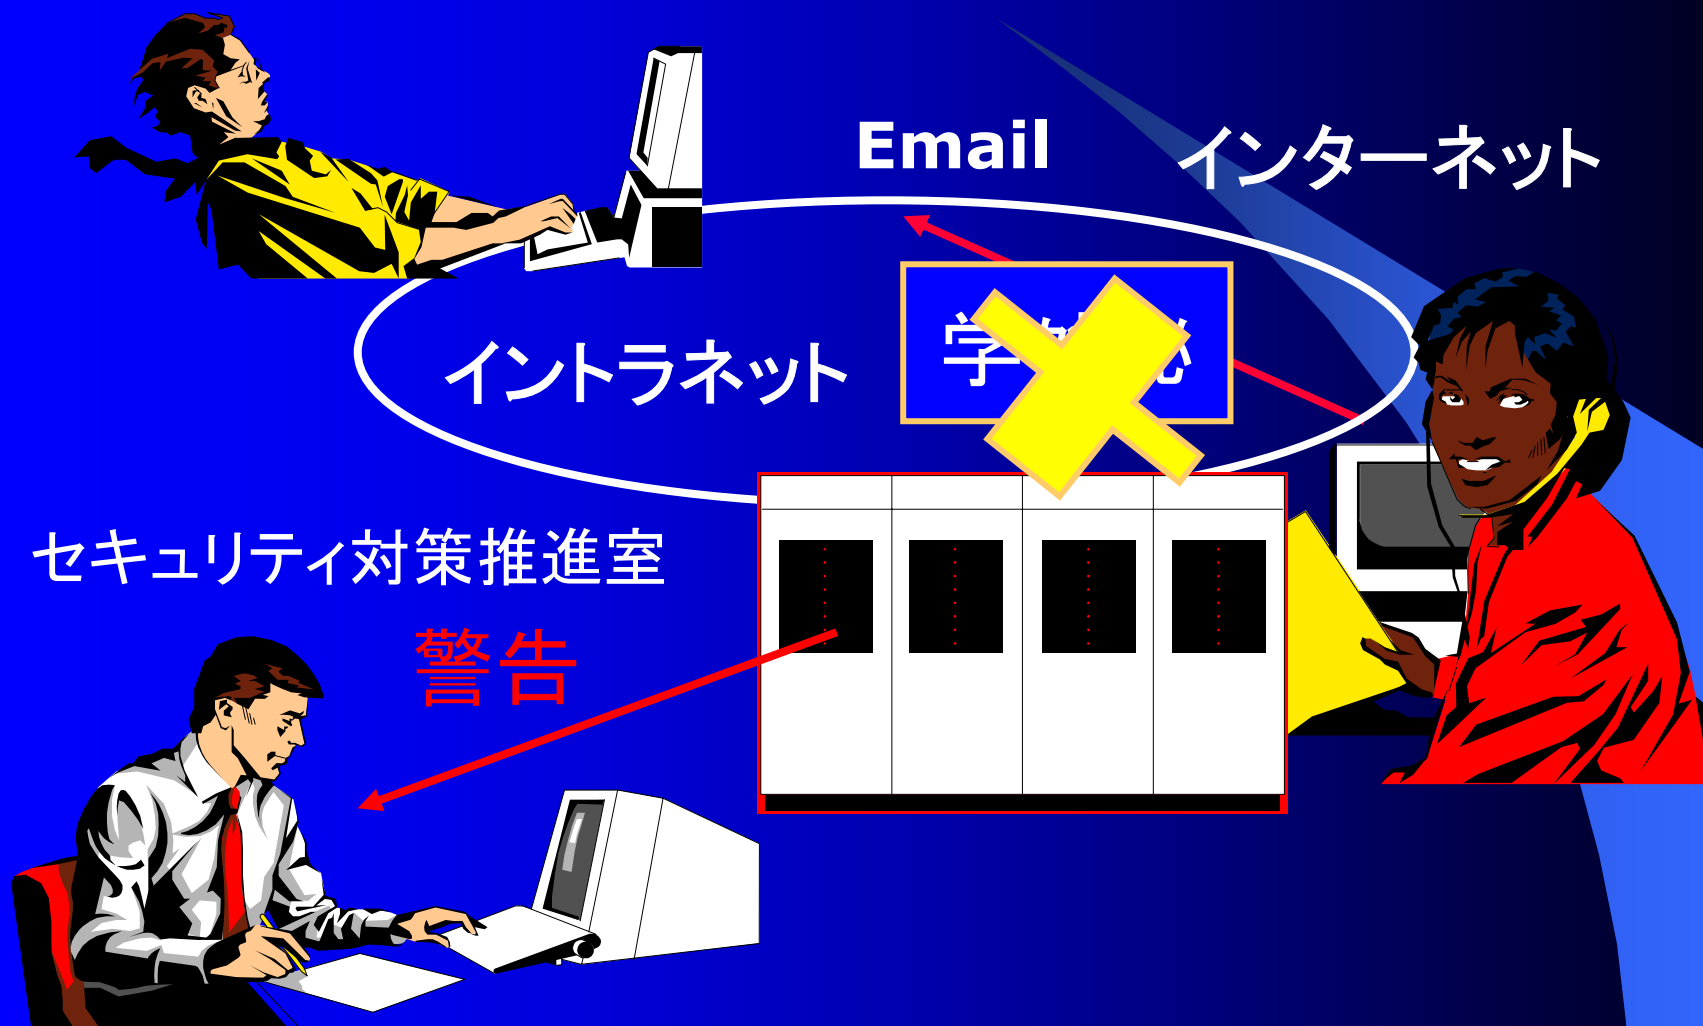 Email
インターネット
イントラネット
セキュリティ対策推進室
警告